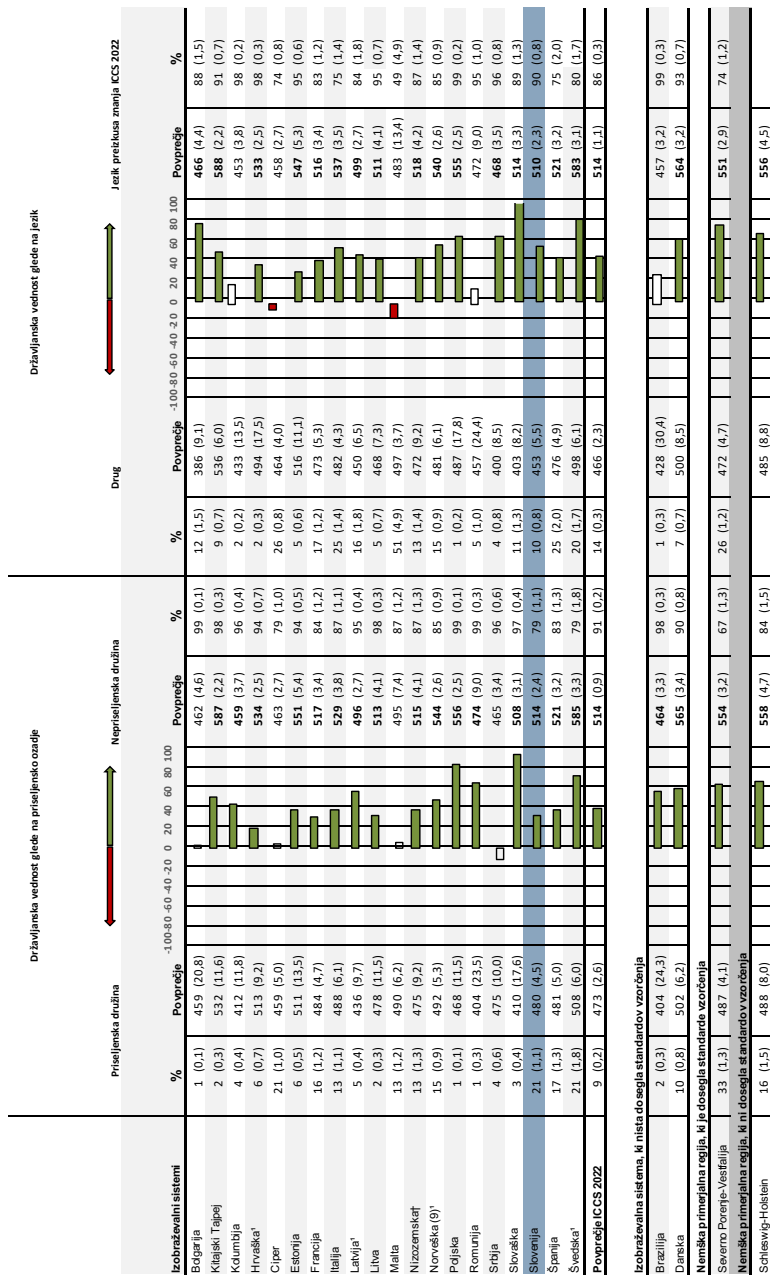 Državljanska vednost glede na priseljensko ozadje Državljanska vednost glede na jezik
Priseljenska družina Nepriseljenska družina Drug Jezik preizkusa znanja ICCS 2022
Izobraževalni sistemi % Povprečje -100 -80 -60 -40 -20 0 20 40 60 80 100 Povprečje % % Povprečje -100 -80 -60 -40 -20 0 20 40 60 80 100 Povprečje %
Bolgarija 1 (0,1) 459 (20,8) 462 (4,6) 99 (0,1) 12 (1,5) 386 (9,1) 466 (4,4) 88 (1,5)
Kitajski Tajpej 2 (0,3) 532 (11,6) 587 (2,2) 98 (0,3) 9 (0,7) 536 (6,0) 588 (2,2) 91 (0,7)
Kolumbija 4 (0,4) 412 (11,8) 459 (3,7) 96 (0,4) 2 (0,2) 433 (13,5) 453 (3,8) 98 (0,2)
Hrvaška¹ 6 (0,7) 513 (9,2) 534 (2,5) 94 (0,7) 2 (0,3) 494 (17,5) 533 (2,5) 98 (0,3)
Ciper 21 (1,0) 459 (5,0) 463 (2,7) 79 (1,0) 26 (0,8) 464 (4,0) 458 (2,7) 74 (0,8)
Estonija 6 (0,5) 511 (13,5) 551 (5,4) 94 (0,5) 5 (0,6) 516 (11,1) 547 (5,3) 95 (0,6)
Francija 16 (1,2) 484 (4,7) 517 (3,4) 84 (1,2) 17 (1,2) 473 (5,3) 516 (3,4) 83 (1,2)
Italija 13 (1,1) 488 (6,1) 529 (3,8) 87 (1,1) 25 (1,4) 482 (4,3) 537 (3,5) 75 (1,4)
Latvija¹ 5 (0,4) 436 (9,7) 496 (2,7) 95 (0,4) 16 (1,8) 450 (6,5) 499 (2,7) 84 (1,8)
Litva 2 (0,3) 478 (11,5) 513 (4,1) 98 (0,3) 5 (0,7) 468 (7,3) 511 (4,1) 95 (0,7)
Malta 13 (1,2) 490 (6,2) 495 (7,4) 87 (1,2) 51 (4,9) 497 (3,7) 483 (13,4) 49 (4,9)
Nizozemska† 13 (1,3) 475 (9,2) 515 (4,1) 87 (1,3) 13 (1,4) 472 (9,2) 518 (4,2) 87 (1,4)
Norveška (9)¹ 15 (0,9) 492 (5,3) 544 (2,6) 85 (0,9) 15 (0,9) 481 (6,1) 540 (2,6) 85 (0,9)
Poljska 1 (0,1) 468 (11,5) 556 (2,5) 99 (0,1) 1 (0,2) 487 (17,8) 555 (2,5) 99 (0,2)
Romunija 1 (0,3) 404 (23,5) 474 (9,0) 99 (0,3) 5 (1,0) 457 (24,4) 472 (9,0) 95 (1,0)
Srbija 4 (0,6) 475 (10,0) 465 (3,4) 96 (0,6) 4 (0,8) 400 (8,5) 468 (3,5) 96 (0,8)
Slovaška 3 (0,4) 410 (17,6) 508 (3,1) 97 (0,4) 11 (1,3) 403 (8,2) 514 (3,3) 89 (1,3)
Slovenija 21 (1,1) 480 (4,5) 514 (2,4) 79 (1,1) 10 (0,8) 453 (5,5) 510 (2,3) 90 (0,8)
Španija 17 (1,3) 481 (5,0) 521 (3,2) 83 (1,3) 25 (2,0) 476 (4,9) 521 (3,2) 75 (2,0)
Švedska¹ 21 (1,8) 508 (6,0) 585 (3,3) 79 (1,8) 20 (1,7) 498 (6,1) 583 (3,1) 80 (1,7)
Povprečje ICCS 2022 9 (0,2) 473 (2,6) 514 (0,9) 91 (0,2) 14 (0,3) 466 (2,3) 514 (1,1) 86 (0,3)
Izobraževalna sistema, ki nista dosegla standardov vzorčenja
Brazilija 2 (0,3) 404 (24,3) 464 (3,3) 98 (0,3) 1 (0,3) 428 (30,4) 457 (3,2) 99 (0,3)
Danska 10 (0,8) 502 (6,2) 565 (3,4) 90 (0,8) 7 (0,7) 500 (8,5) 564 (3,2) 93 (0,7)
Nemška primerjalna regija, ki je dosegla standarde vzorčenja
Severno Porenje-Vestfalija 33 (1,3) 487 (4,1) 554 (3,2) 67 (1,3) 26 (1,2) 472 (4,7) 551 (2,9) 74 (1,2)
Nemška primerjalna regija, ki ni dosegla standardov vzorčenja
Schleswig-Holstein 16 (1,5) 488 (8,0) 558 (4,7) 84 (1,5) 485 (8,8) 556 (4,5)